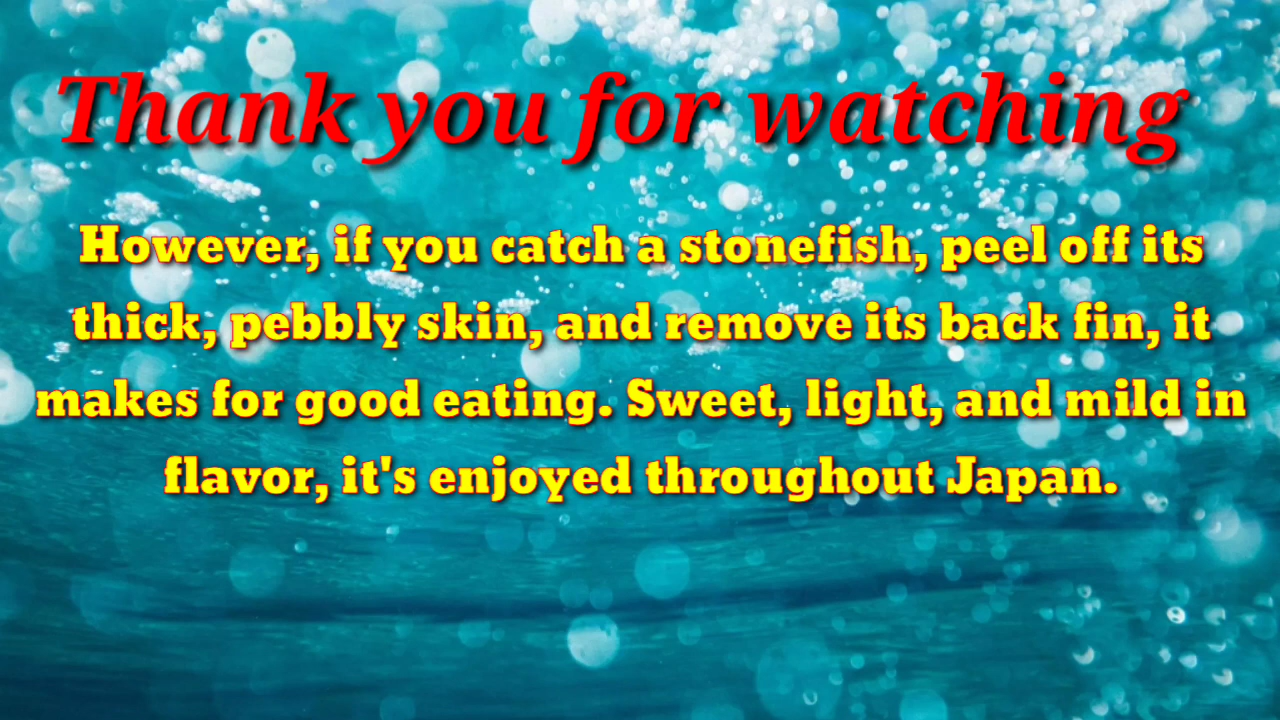 Thank you for watching
However, if you catch a stonefish, peel off its
thick, pebbly skin, and remove its back fin, it
makes for good eating. Sweet, light, and mild in
flavor, it's enjoyed throughout Japan.